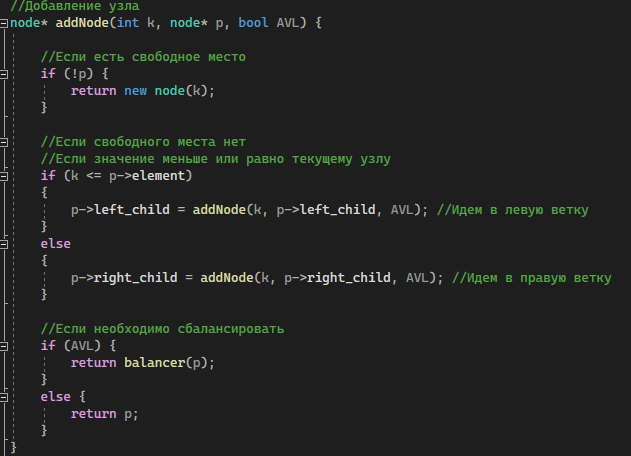 //Добавление узла
node* addNode(int k, node* p, bool AVL) {
//Если есть свободное место
if (!p) {
return new node(k);
}
//Если свободного места нет
//Если значение меньше или равно текущему узлу
if (k <= p->element)
{
p->left_child = addNode(k, p->left_child, AVL); //Идем в левую ветку
}
else
{
p->right_child = addNode(k, p->right_child, AVL); //Идем в правую ветку
}
//Если необходимо сбалансировать
if (AVL) {
return balancer(p);
}
else {
return p;
}
}